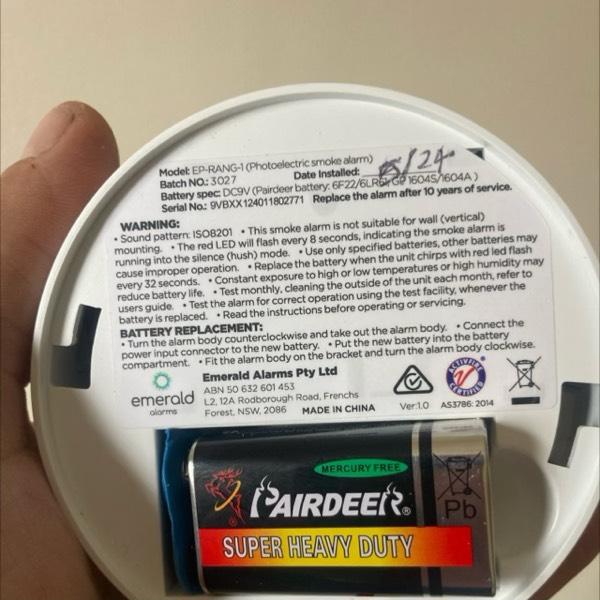 Model: EP-RANG-1 (Photoelectric smoke alarm)
Batch NO.: 3027 Date Installed: 5/24
Battery spec: DC9V (Pairdeer battery: 6F22/6LR61; GP 1604S/1604A )
Serial No.: 9VBXX124011802771 Replace the alarm after 10 years of service.
WARNING:
• Sound pattern: ISO8201 • This smoke alarm is not suitable for wall (vertical)
mounting. • The red LED will flash every 8 seconds, indicating the smoke alarm is
running into the silence (hush) mode. • Use only specified batteries, other batteries may
cause improper operation. • Replace the battery when the unit chirps with red led flash
every 32 seconds. • Constant exposure to high or low temperatures or high humidity may
reduce battery life. • Test monthly, cleaning the outside of the unit each month, refer to
users guide. • Test the alarm for correct operation using the test facility, whenever the
battery is replaced. • Read the instructions before operating or servicing.
BATTERY REPLACEMENT:
• Turn the alarm body counterclockwise and take out the alarm body. • Connect the
power input connector to the new battery. • Put the new battery into the battery
compartment. • Fit the alarm body on the bracket and turn the alarm body clockwise.
emerald
alarms
Emerald Alarms Pty Ltd
ABN 50 632 601 453
L2, 12A Rodborough Road, Frenchs
Forest, NSW, 2086 MADE IN CHINA
Ver:1.0
ACTIVFIRE
CERTIFIED
AS3786: 2014
MERCURY FREE
PAIRDEER®
SUPER HEAVY DUTY
Pb